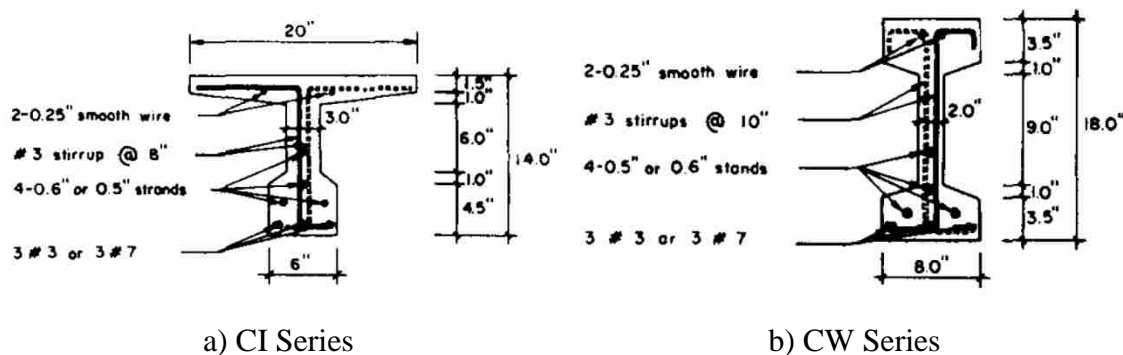 20"
2-0.25" smooth wire
#3 stirrup @ 8"
4-0.6" or 0.5" strands
3 #3 or 3 #7
3.0"
1.5"
1.0"
6.0"
1.0"
4.5"
14.0"
6"
a) CI Series
2-0.25" smooth wire
#3 stirrups @ 10"
4-0.5" or 0.6" stands
3 #3 or 3 #7
2.0"
3.5"
1.0"
9.0"
1.0"
3.5"
18.0"
8.0"
b) CW Series